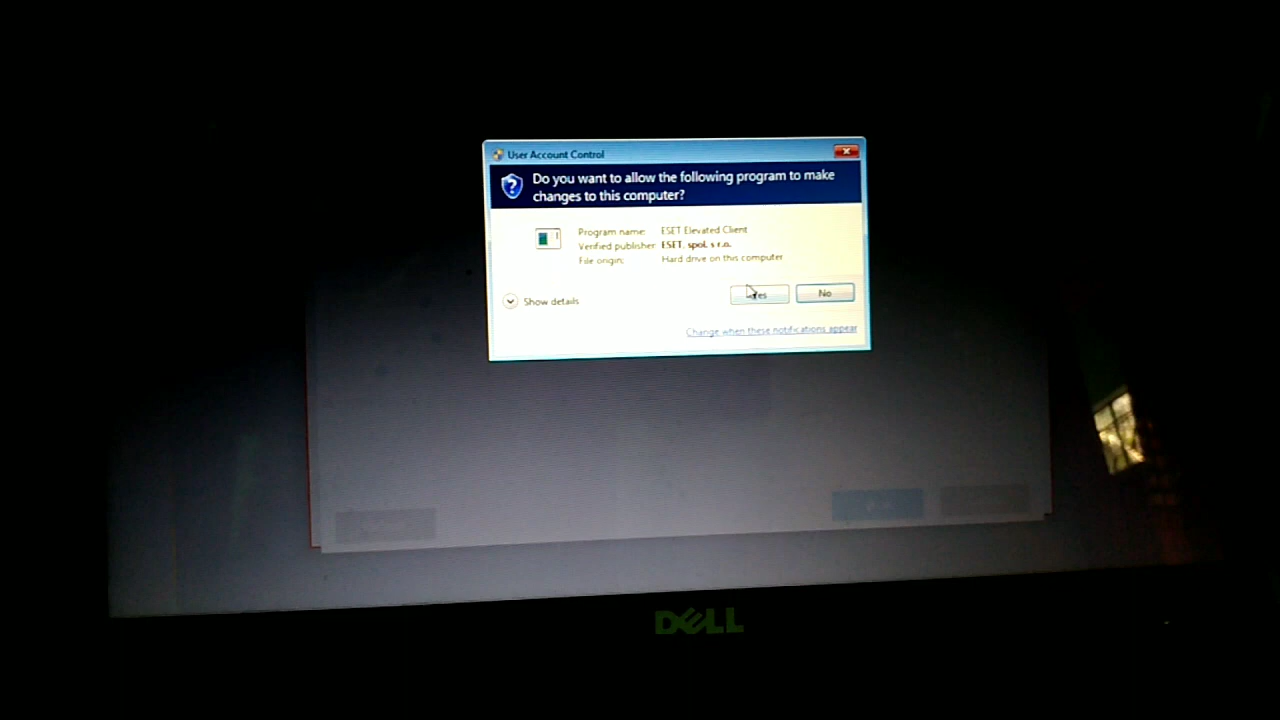 User Account Control
Do you want to allow the following program to make
changes to this computer?
Program name: ESET Elevated Client
Verified publisher: ESET, spol. s r.o.
File origin: Hard drive on this computer
Show details
Yes
No
Change when these notifications appear
DELL